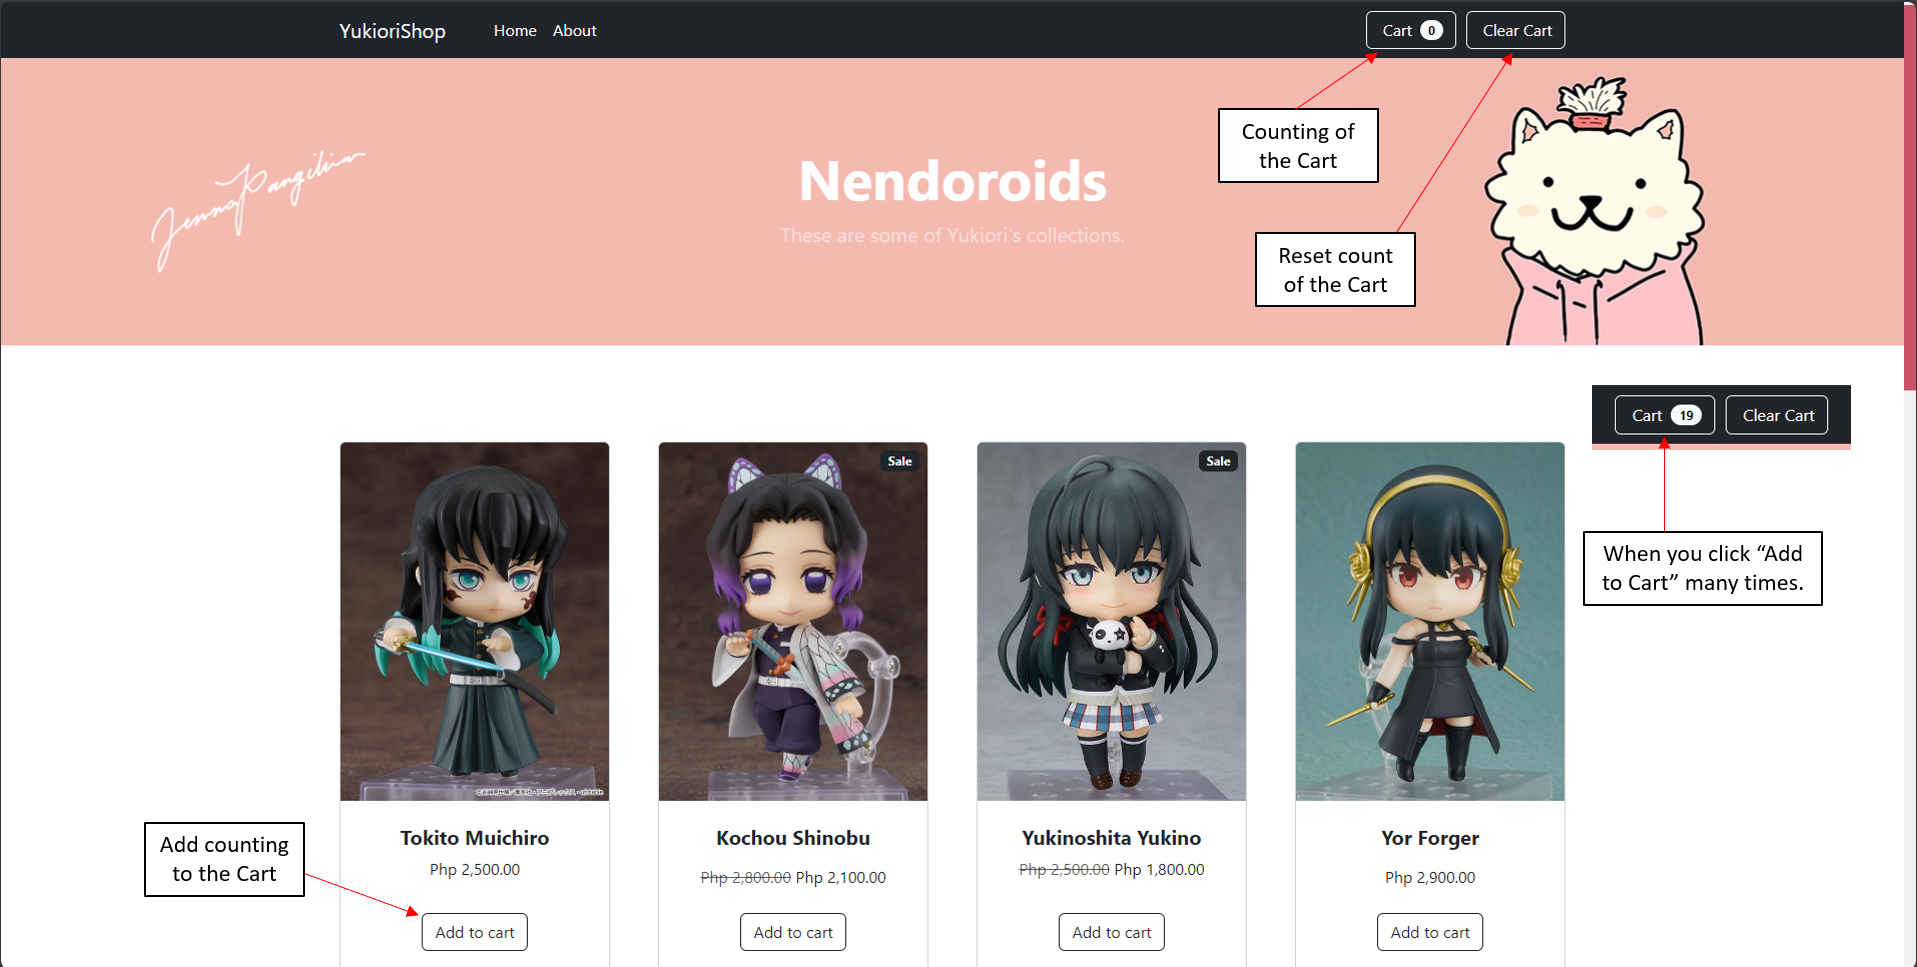 YukioriShop Home About Cart 0 Clear Cart
Counting of
the Cart
Nendoroids
These are some of Yukiori's collections.
Reset count
of the Cart
Cart 19 Clear Cart
When you click “Add
to Cart” many times.
Sale
Sale
Tokito Muichiro
Php 2,500.00
Add to cart
Kochou Shinobu
Php 2,800.00 Php 2,100.00
Add to cart
Yukinoshita Yukino
Php 2,500.00 Php 1,800.00
Add to cart
Yor Forger
Php 2,900.00
Add to cart
Add counting
to the Cart